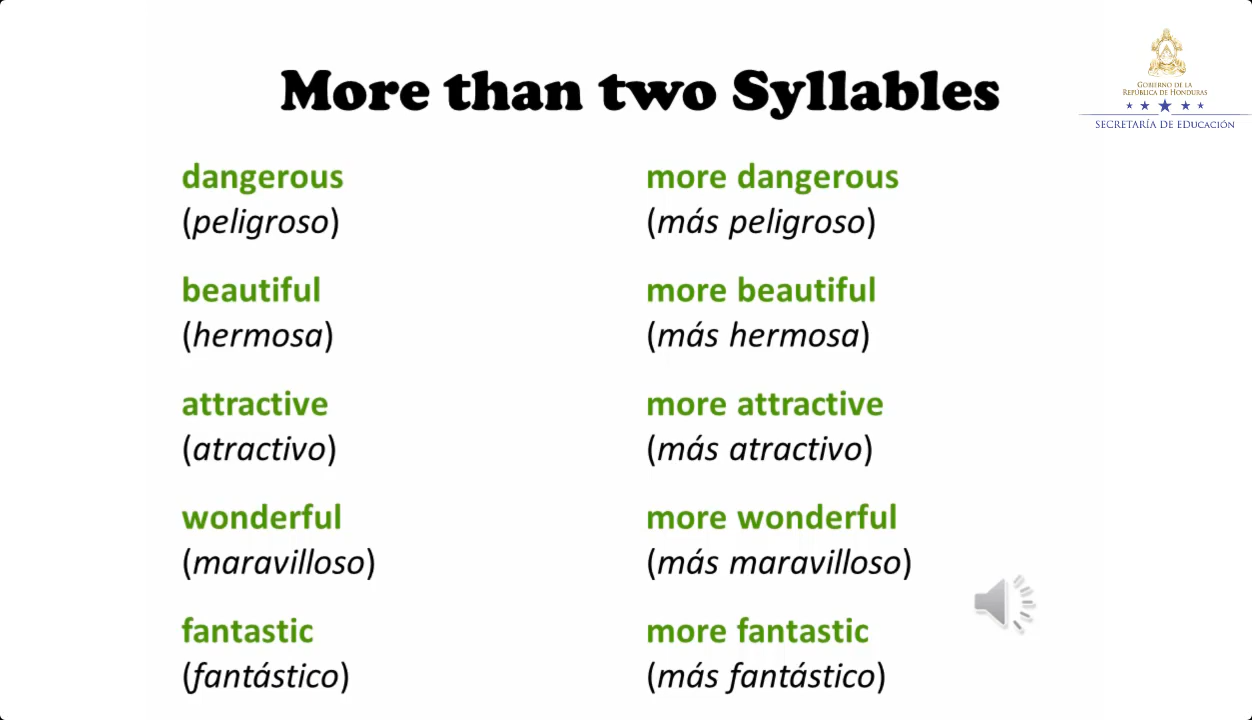 More than two Syllables
GOBIERNO DE LA
REPÚBLICA DE HONDURAS
SECRETARÍA DE EDUCACIÓN
dangerous more dangerous
(peligroso) (más peligroso)
beautiful more beautiful
(hermosa) (más hermosa)
attractive more attractive
(atractivo) (más atractivo)
wonderful more wonderful
(maravilloso) (más maravilloso)
fantastic more fantastic
(fantástico) (más fantástico)